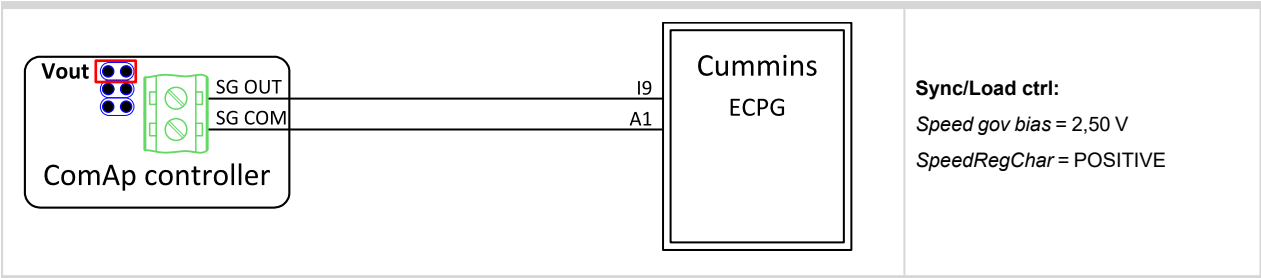 Vout
SG OUT
SG COM
ComAp controller
I9
A1
Cummins
ECPG
Sync/Load ctrl:
Speed gov bias = 2,50 V
SpeedRegChar = POSITIVE